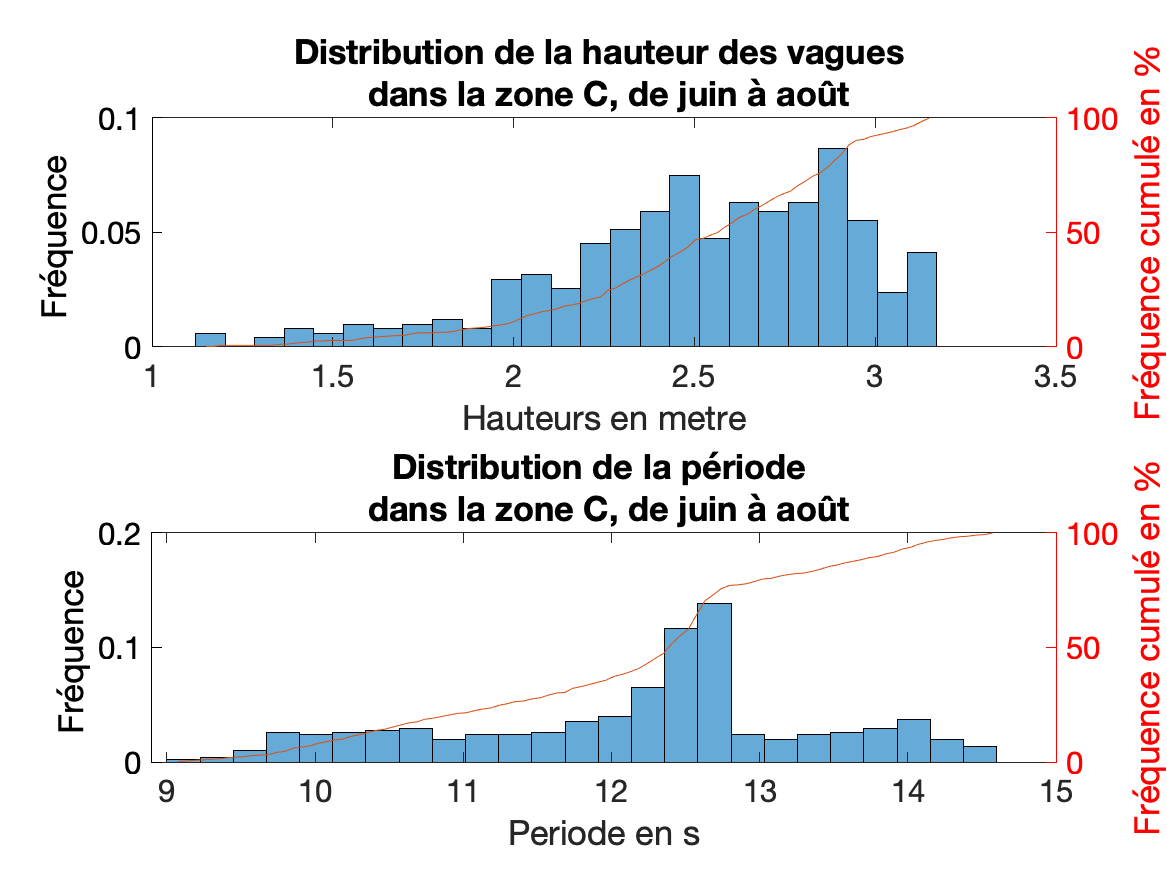 Distribution de la hauteur des vagues
dans la zone C, de juin à août
Fréquence
0.1
0.05
0
100
50
0
Fréquence cumulé en %
1 1.5 2 2.5 3 3.5
Hauteurs en metre
Distribution de la période
dans la zone C, de juin à août
Fréquence
0.2
0.1
0
100
50
0
Fréquence cumulé en %
9 10 11 12 13 14 15
Periode en s